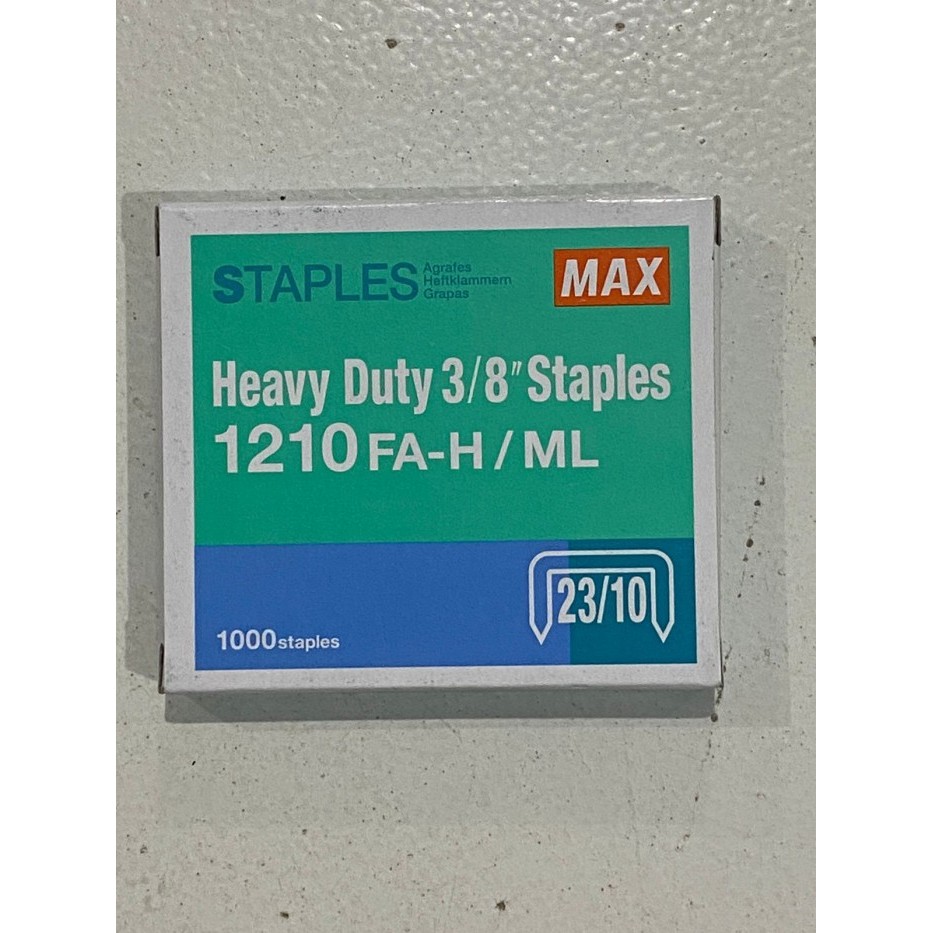 STAPLES
Agrafes
Heftklammern
Grapas
MAX
Heavy Duty 3/8" Staples
1210 FA-H / ML
23/10
1000 staples